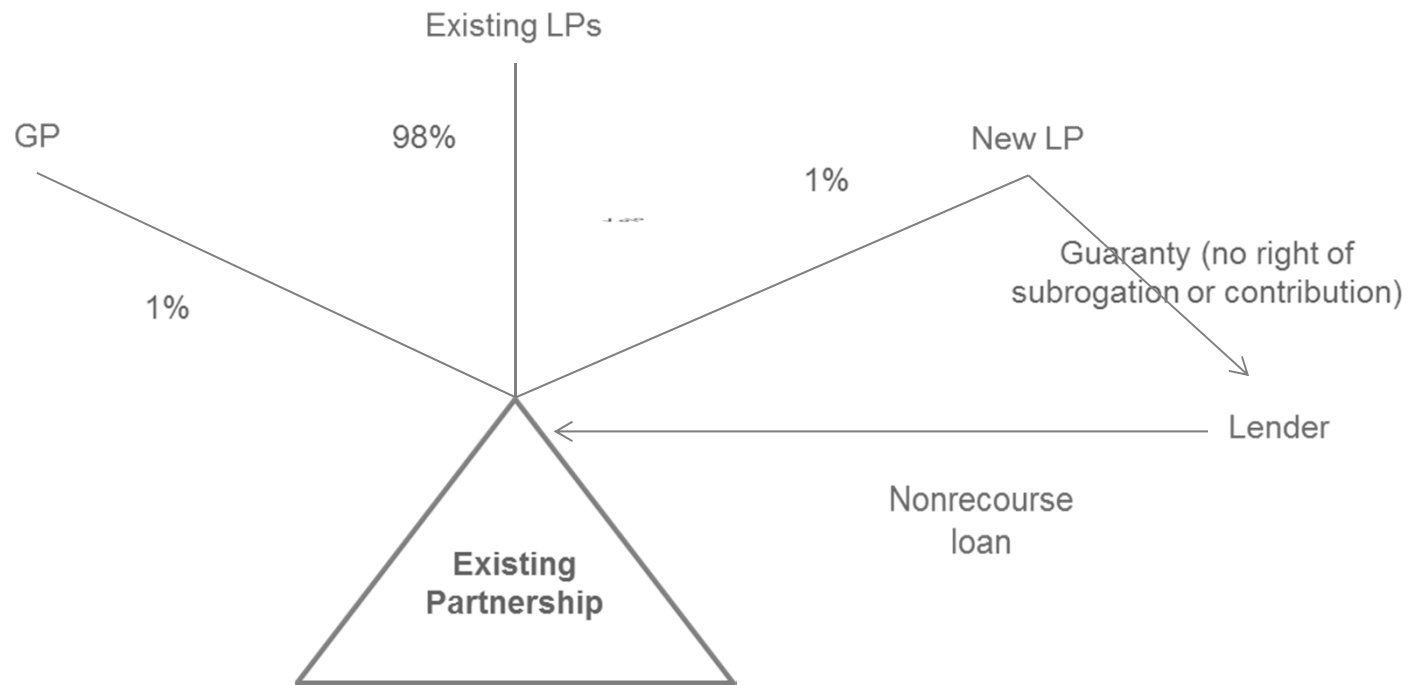 Existing LPs
GP
98%
New LP
1%
Guaranty (no right of
subrogation or contribution)
1%
Lender
Nonrecourse
loan
Existing
Partnership